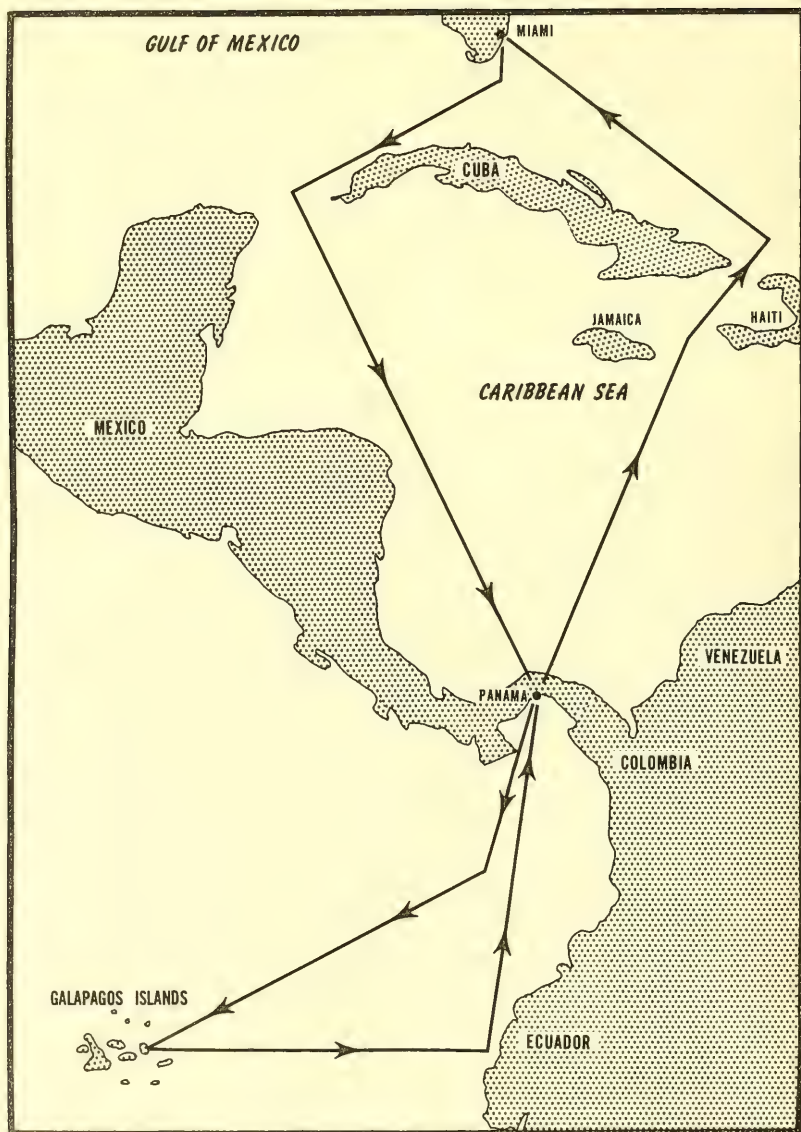 GULF OF MEXICO
MIAMI
CUBA
JAMAICA
HAITI
CARIBBEAN SEA
MEXICO
VENEZUELA
PANAMA
COLOMBIA
GALAPAGOS ISLANDS
ECUADOR